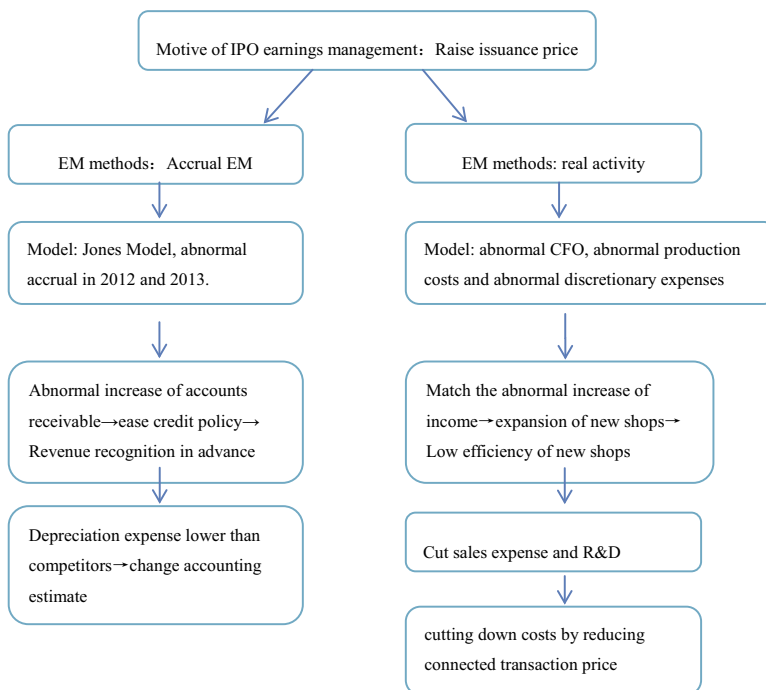 Motive of IPO earnings management：Raise issuance price
EM methods：Accrual EM
EM methods: real activity
Model: Jones Model, abnormal
accrual in 2012 and 2013.
Model: abnormal CFO, abnormal production
costs and abnormal discretionary expenses
Abnormal increase of accounts
receivable→ease credit policy→
Revenue recognition in advance
Match the abnormal increase of
income→expansion of new shops→
Low efficiency of new shops
Depreciation expense lower than
competitors→change accounting
estimate
Cut sales expense and R&D
cutting down costs by reducing
connected transaction price